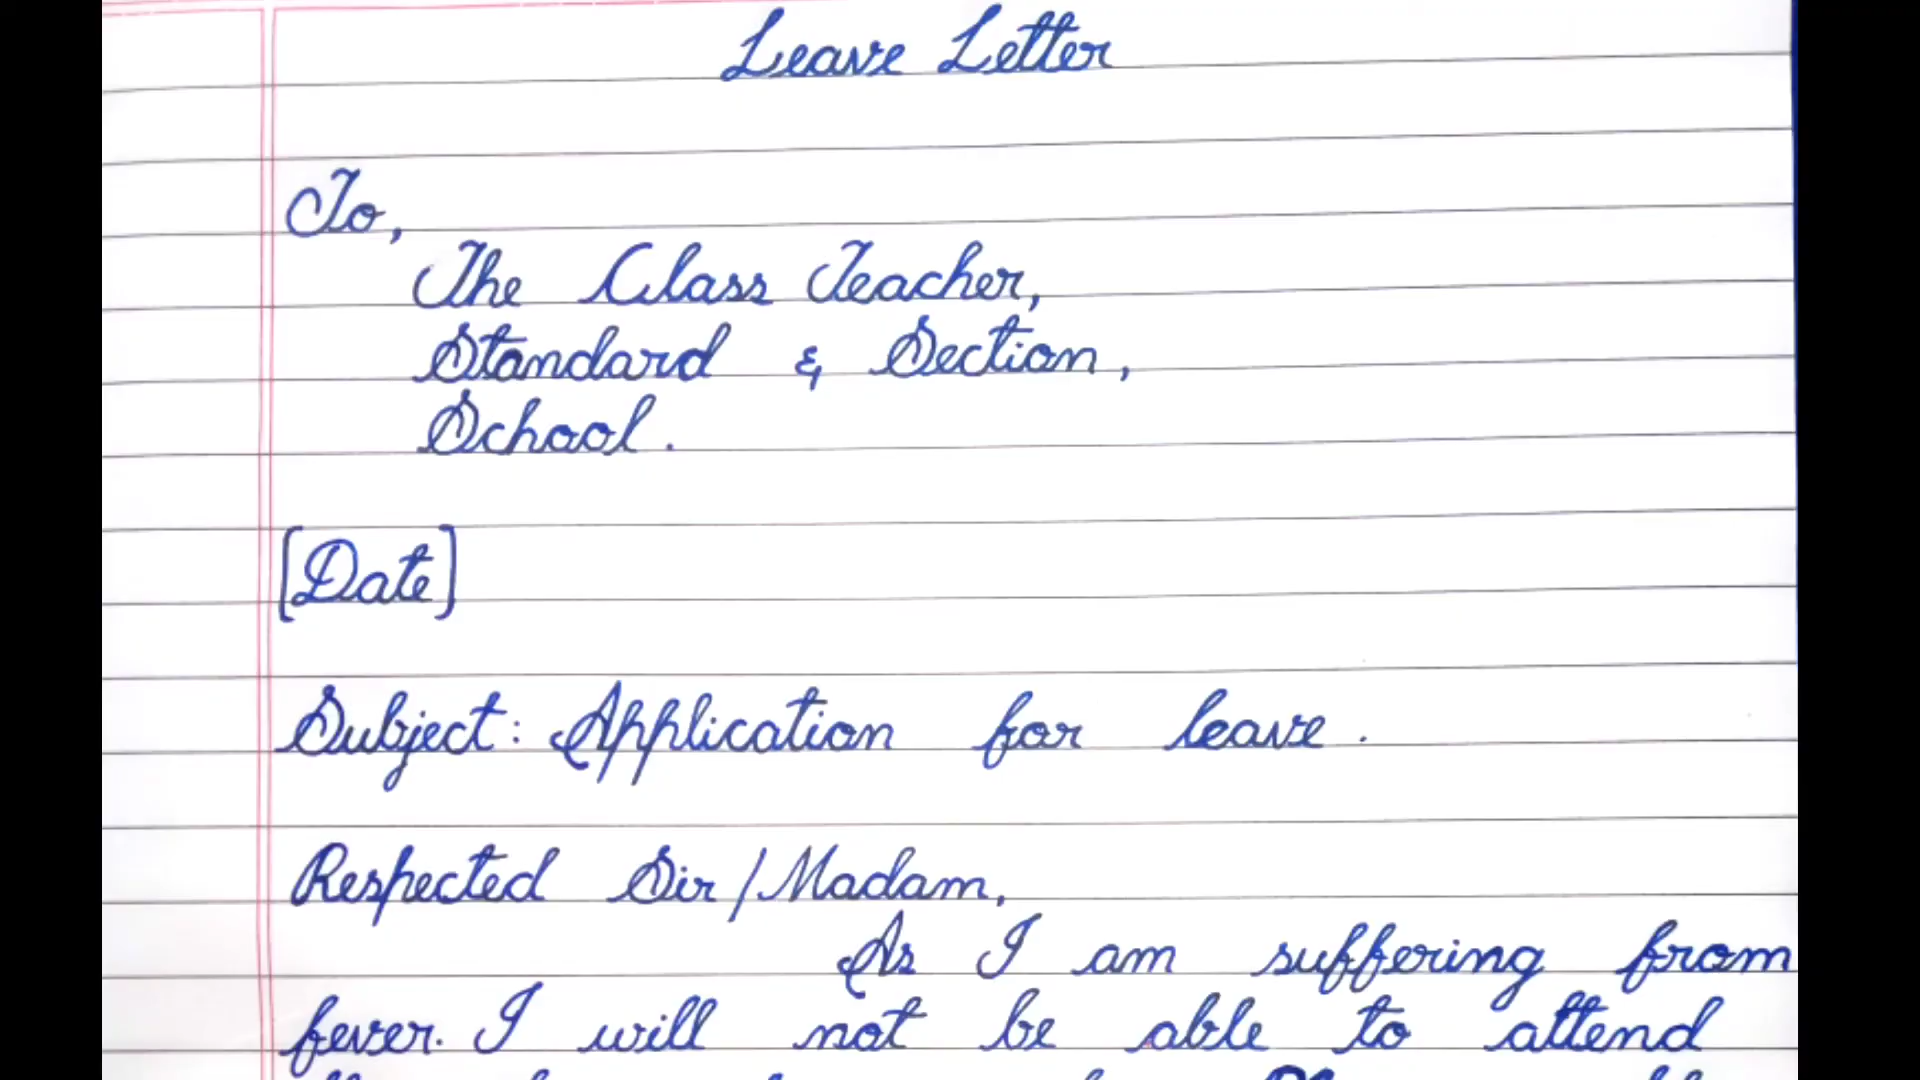 Leave Letter
To,
The Class Teacher,
Standard & Section,
School.
[Date]
Subject: Application for leave.
Respected Sir/Madam,
As I am suffering from
fever. I will not be able to attend